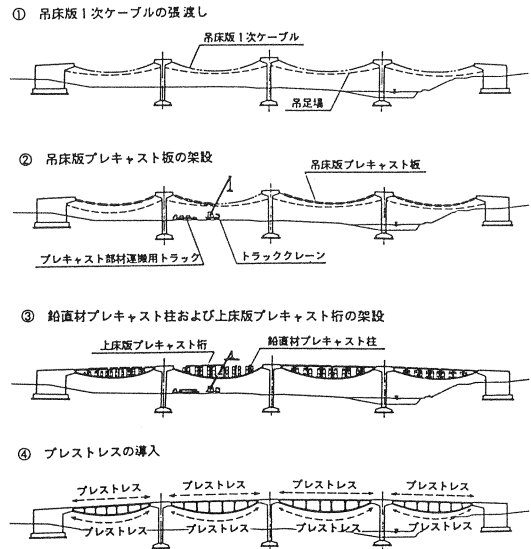 ① 吊床版1次ケーブルの張渡し
吊床版1次ケーブル
吊足場
② 吊床版プレキャスト板の架設
吊床版プレキャスト板
プレキャスト部材運搬用トラック
トラッククレーン
③ 鉛直材プレキャスト柱および上床版プレキャスト桁の架設
上床版プレキャスト桁
鉛直材プレキャスト柱
④ プレストレスの導入
プレストレス プレストレス プレストレス プレストレス
プレストレス プレストレス プレストレス プレストレス